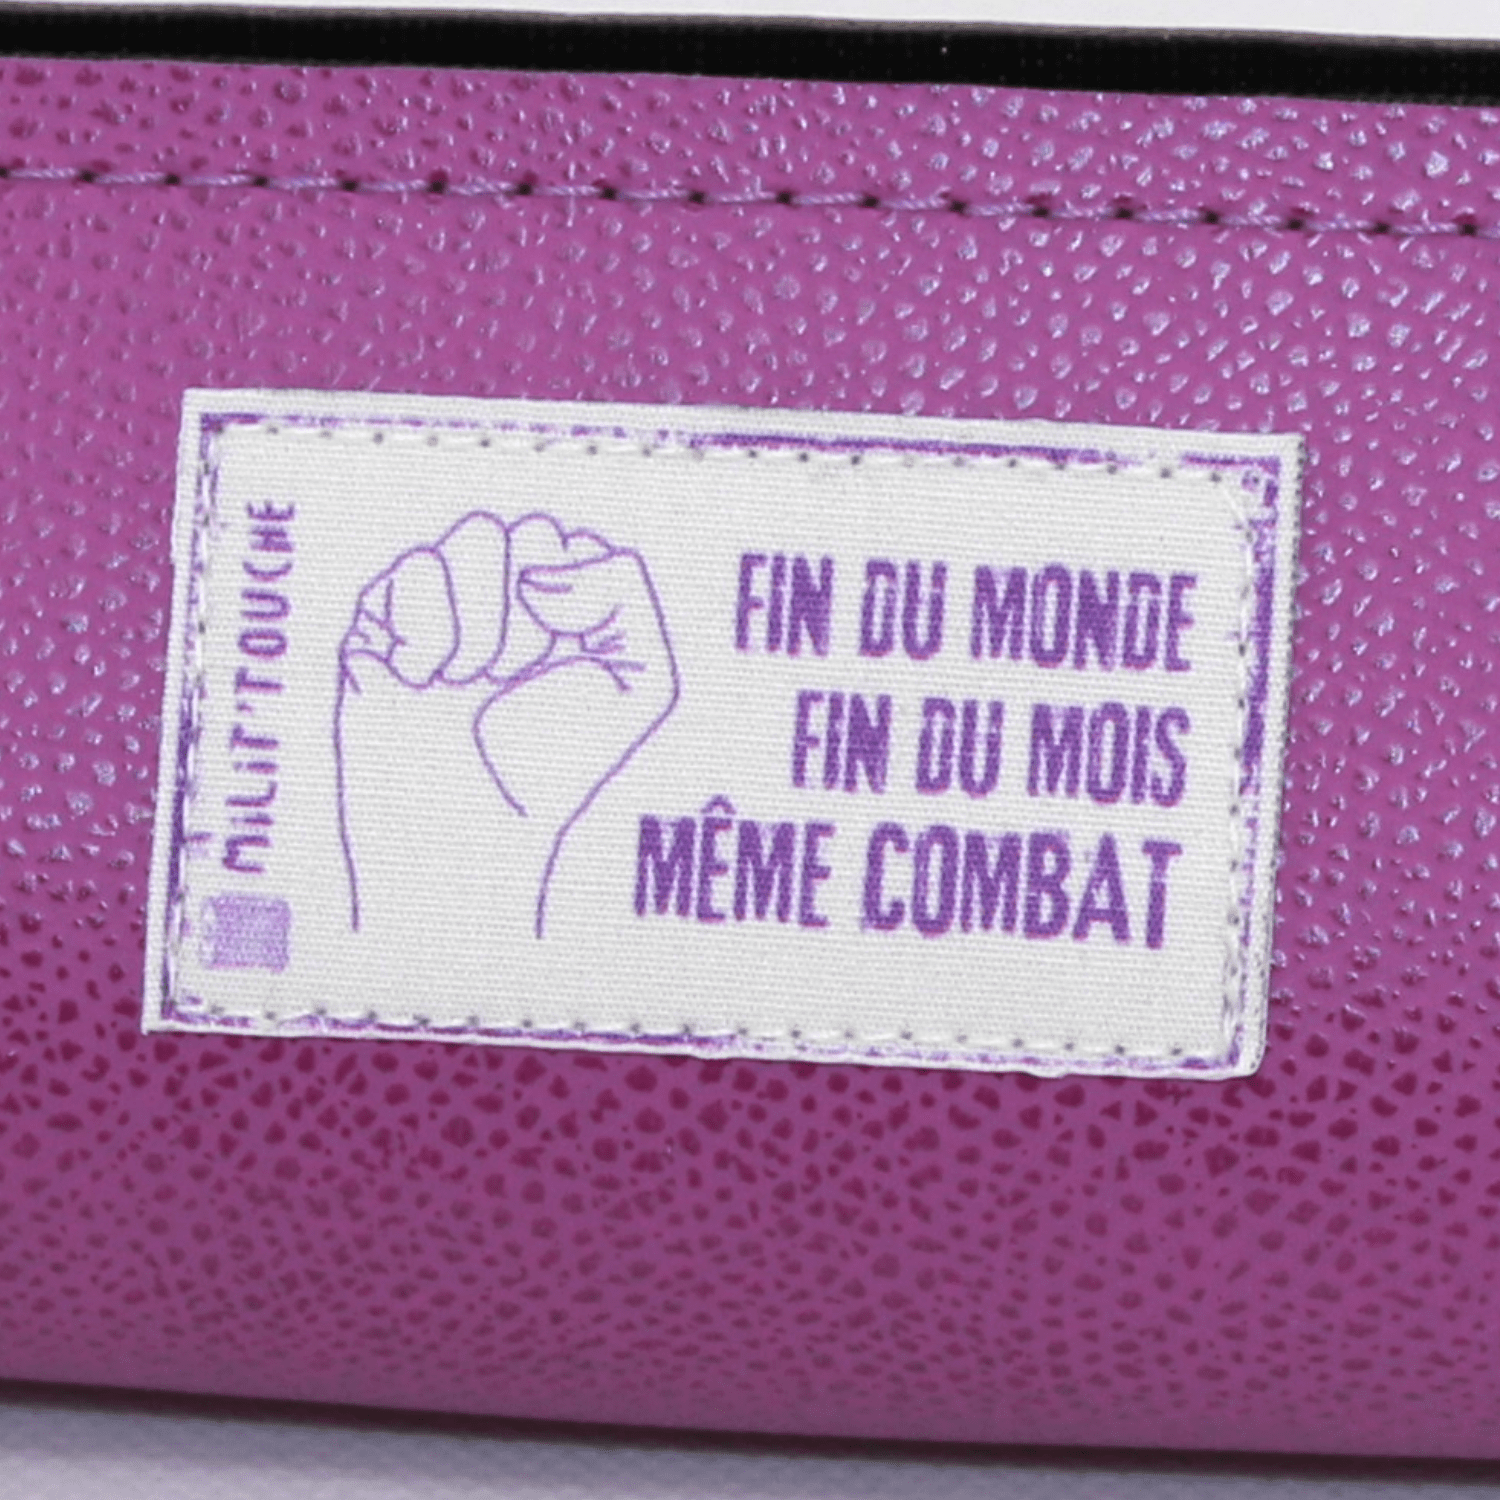 MiLiT'TOUCHE
FIN DU MONDE
FIN DU MOIS
MÊME COMBAT